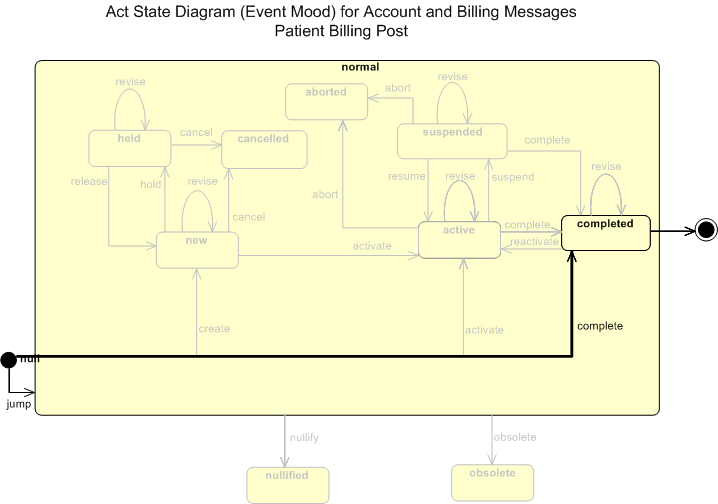 Act State Diagram (Event Mood) for Account and Billing Messages
Patient Billing Post
normal
revise
aborted
abort
revise
held
cancel
cancelled
suspended
complete
release
hold
revise
abort
resume
revise
suspend
revise
cancel
new
active
complete
completed
activate
reactivate
create
activate
complete
null
jump
nullify
obsolete
nullified
obsolete